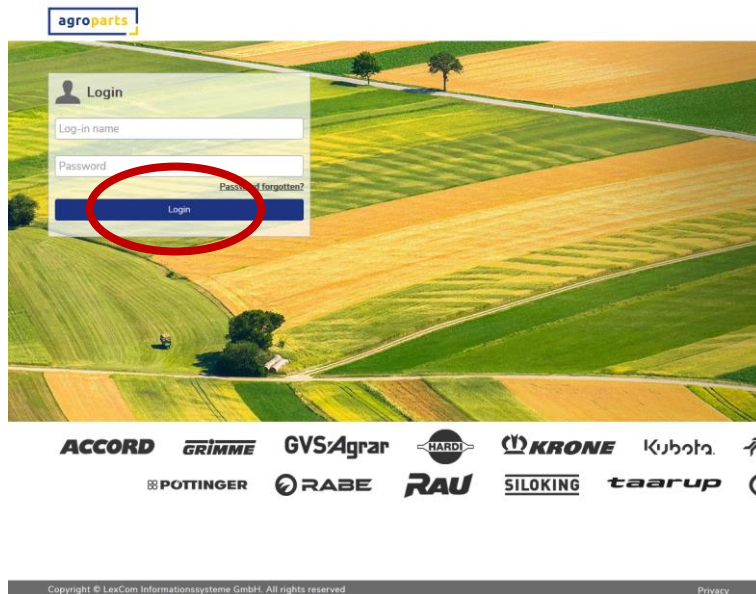 agroparts
Login
Log-in name
Password
Password forgotten?
Login
ACCORD GRIMME GVS Agrar HARDI KRONE Kubota
PÖTTINGER RABE RAU SILOKING taarup
Copyright © LexCom Informationssysteme GmbH. All rights reserved Privacy